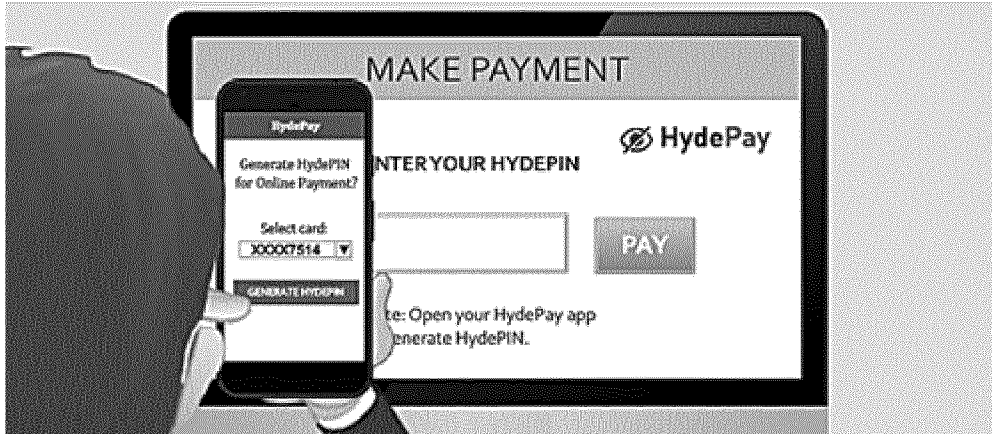 MAKE PAYMENT
HydePay
NTER YOUR HYDEPIN
PAY
te: Open your HydePay app
enerate HydePIN.
HydePay
Generate HydePIN
for Online Payment?
Select card:
XXXX7514
GENERATE HYDEPIN